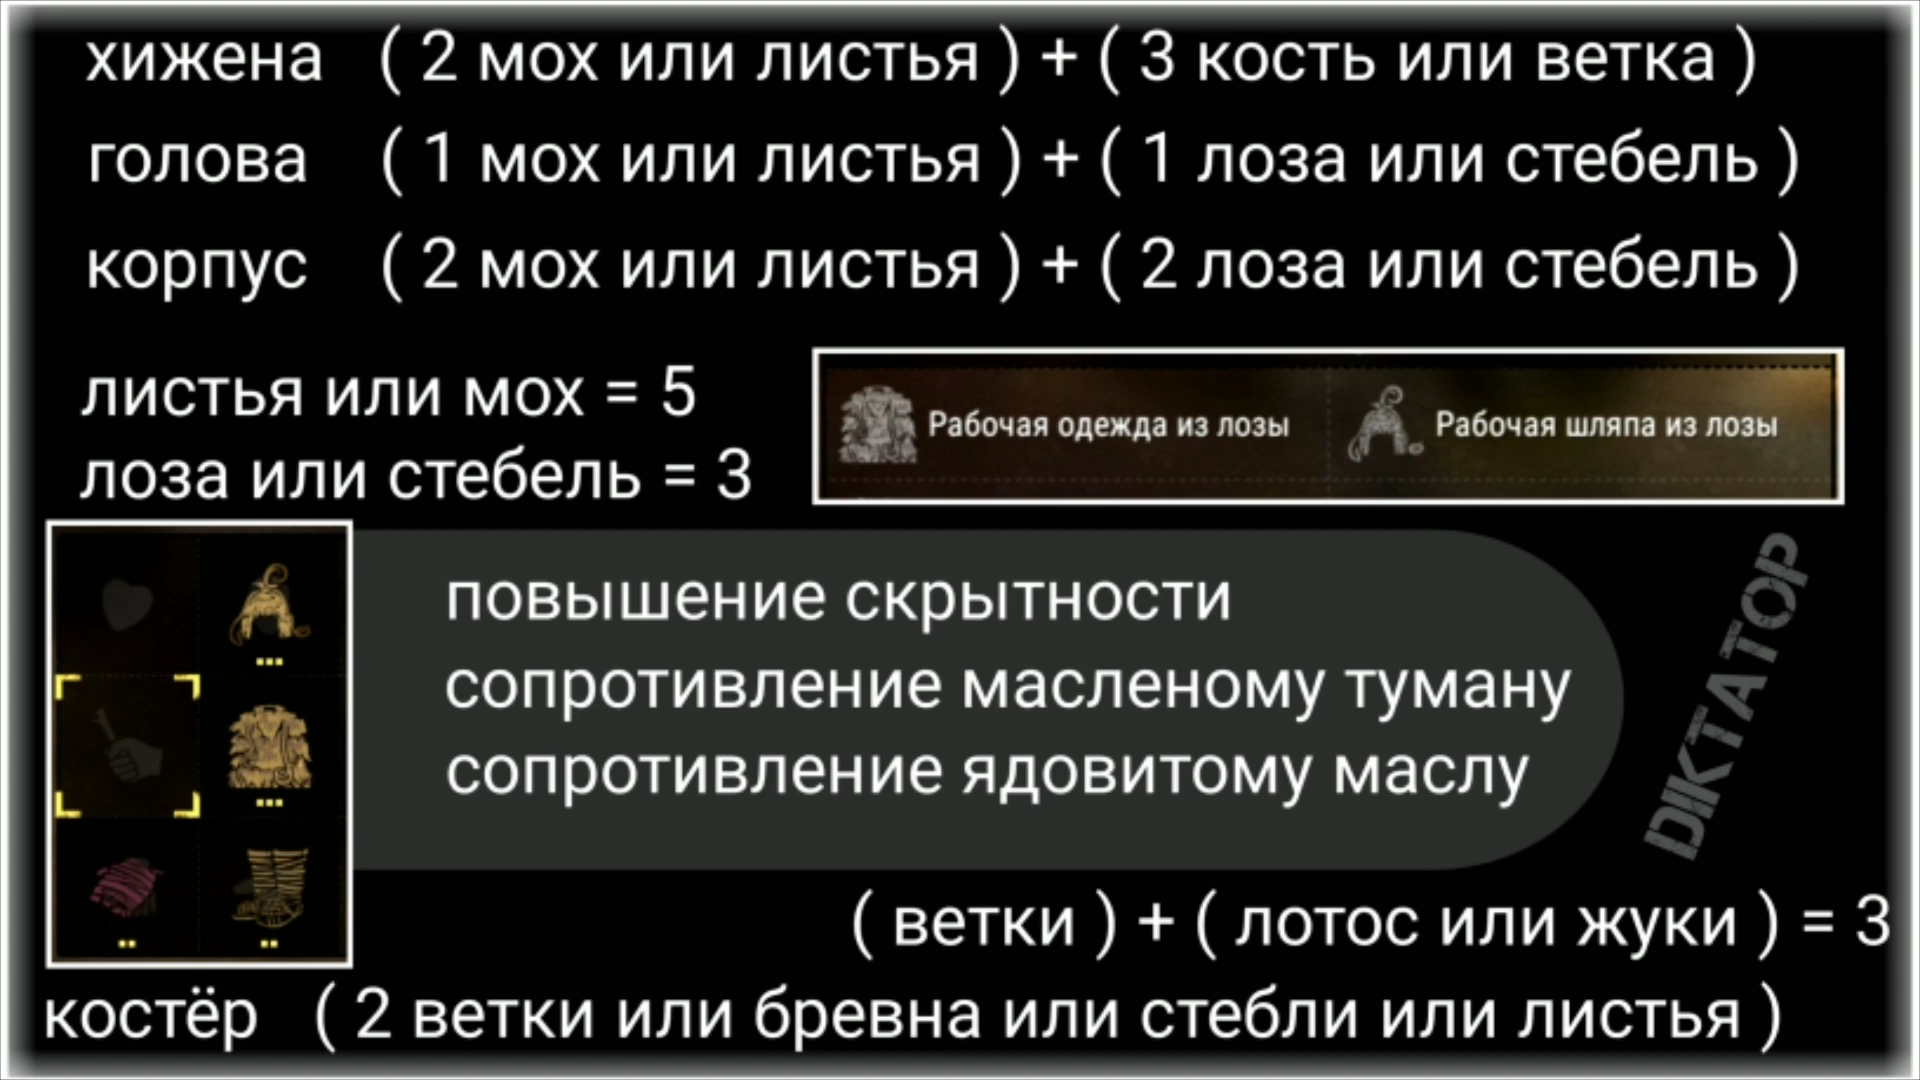 хижена ( 2 мох или листья ) + ( 3 кость или ветка )
голова ( 1 мох или листья ) + ( 1 лоза или стебель )
корпус ( 2 мох или листья ) + ( 2 лоза или стебель )
листья или мох = 5
лоза или стебель = 3
Рабочая одежда из лозы Рабочая шляпа из лозы
повышение скрытности
сопротивление масленому туману
сопротивление ядовитому маслу
DIKTATOP
( ветки ) + ( лотос или жуки ) = 3
костёр ( 2 ветки или бревна или стебли или листья )